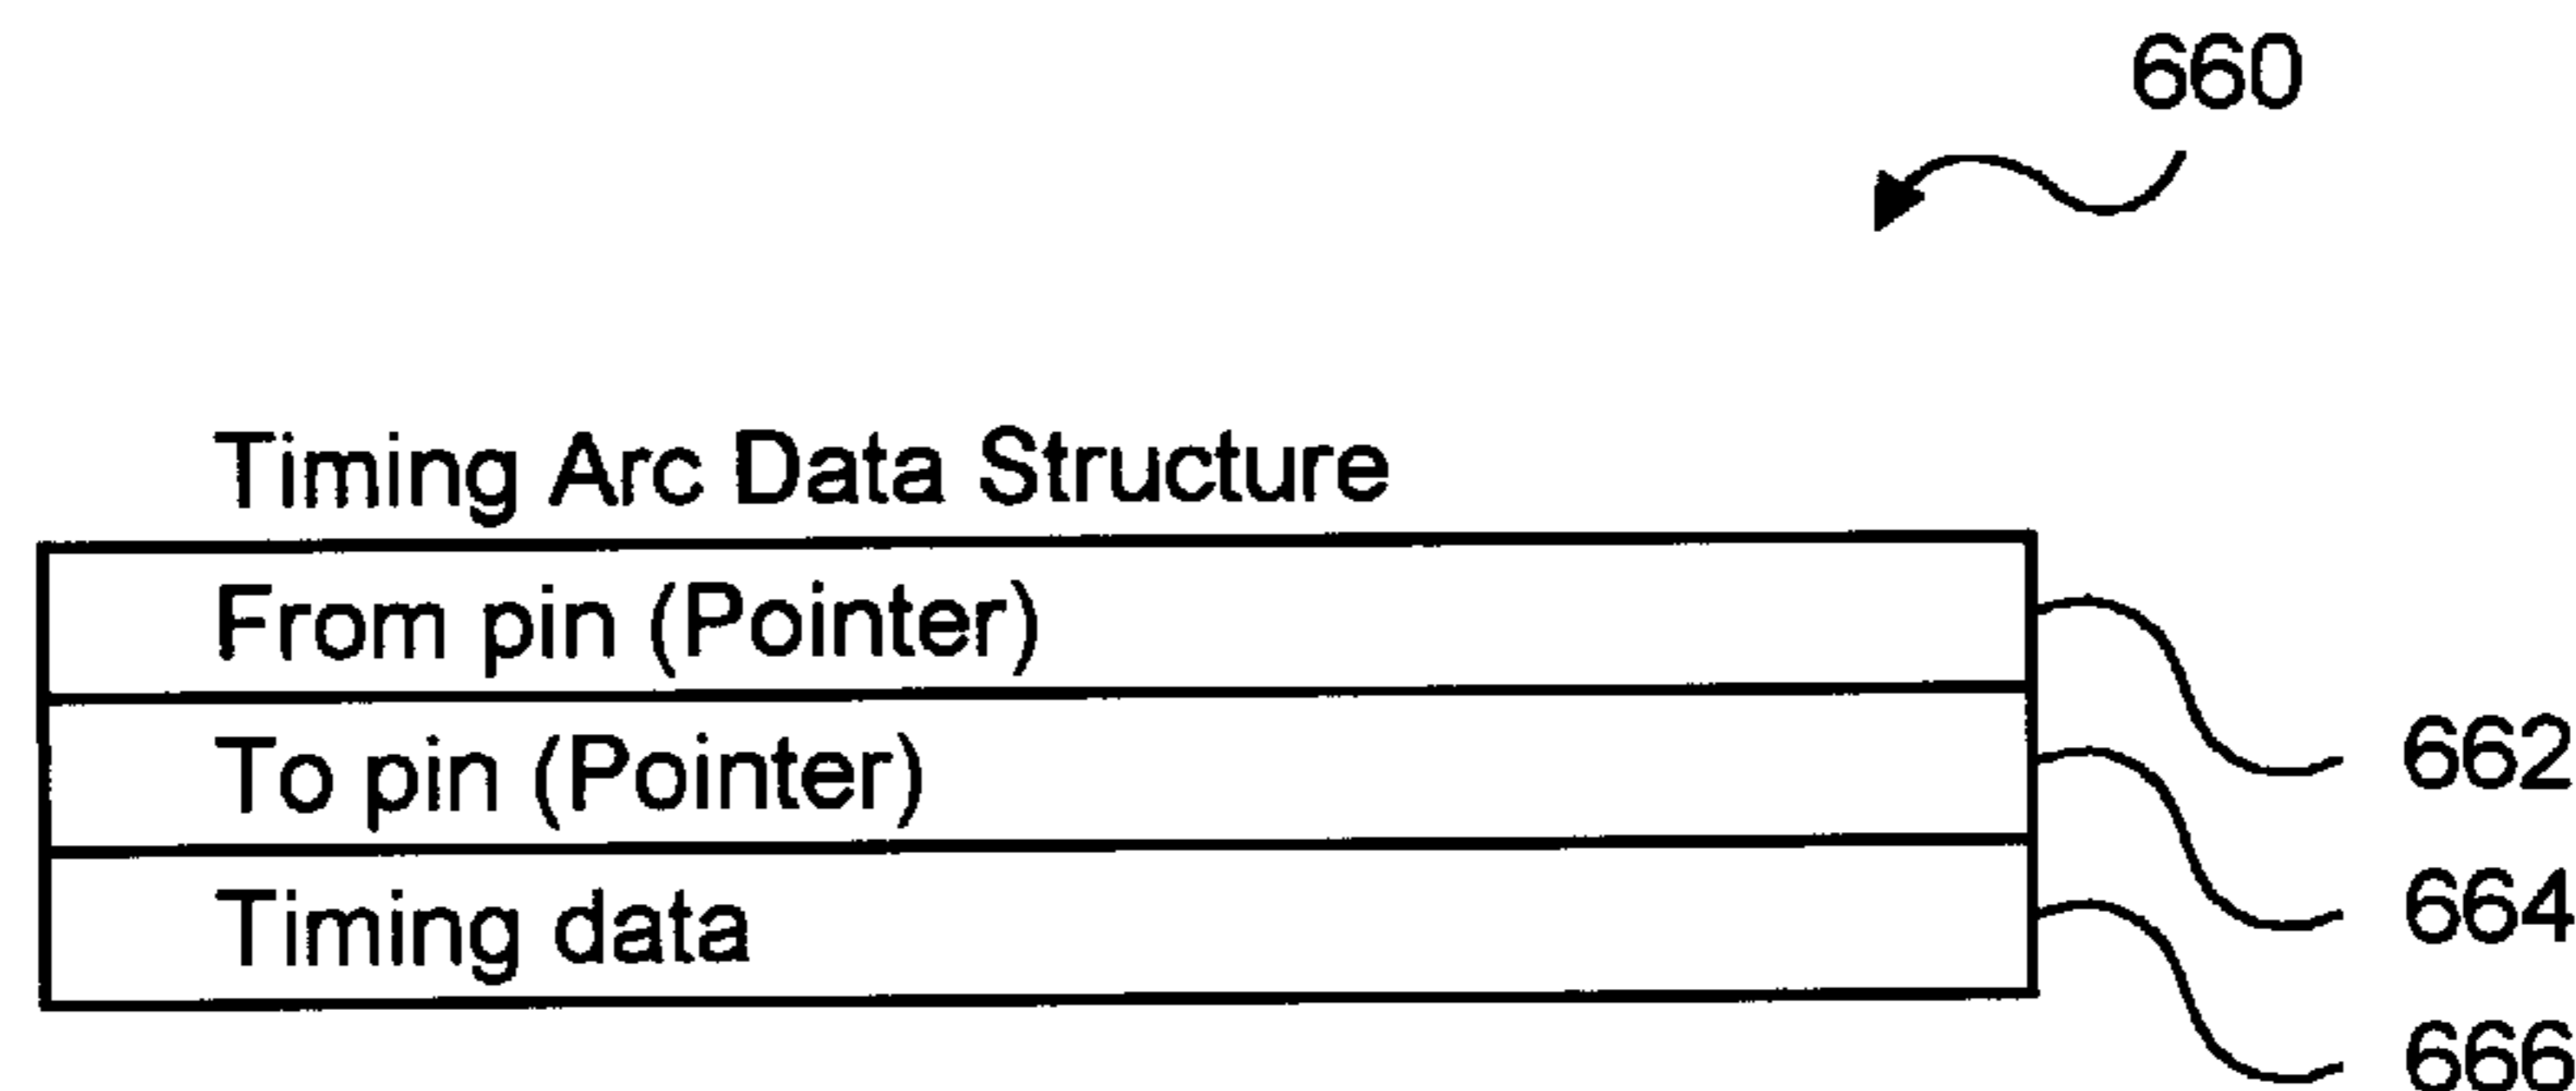 660
Timing Arc Data Structure
From pin (Pointer)
To pin (Pointer)
662
Timing data
664
666